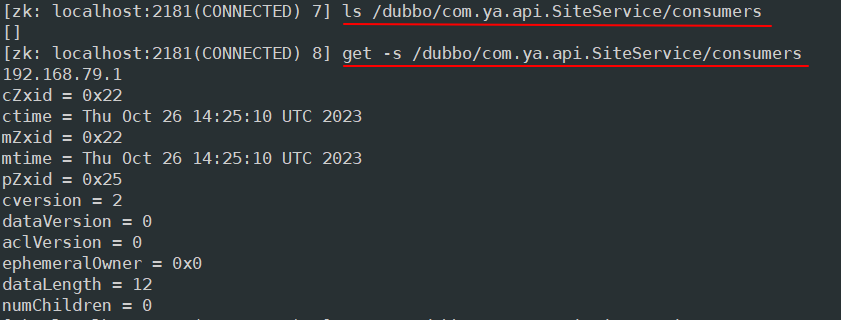 [zk: localhost:2181(CONNECTED) 7] ls /dubbo/com.ya.api.SiteService/consumers
[]
[zk: localhost:2181(CONNECTED) 8] get -s /dubbo/com.ya.api.SiteService/consumers
192.168.79.1
cZxid = 0x22
ctime = Thu Oct 26 14:25:10 UTC 2023
mZxid = 0x22
mtime = Thu Oct 26 14:25:10 UTC 2023
pZxid = 0x25
cversion = 2
dataVersion = 0
aclVersion = 0
ephemeralOwner = 0x0
dataLength = 12
numChildren = 0